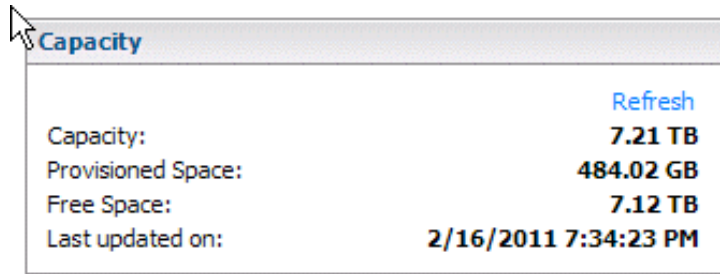 Capacity
Refresh
Capacity: 7.21 TB
Provisioned Space: 484.02 GB
Free Space: 7.12 TB
Last updated on: 2/16/2011 7:34:23 PM